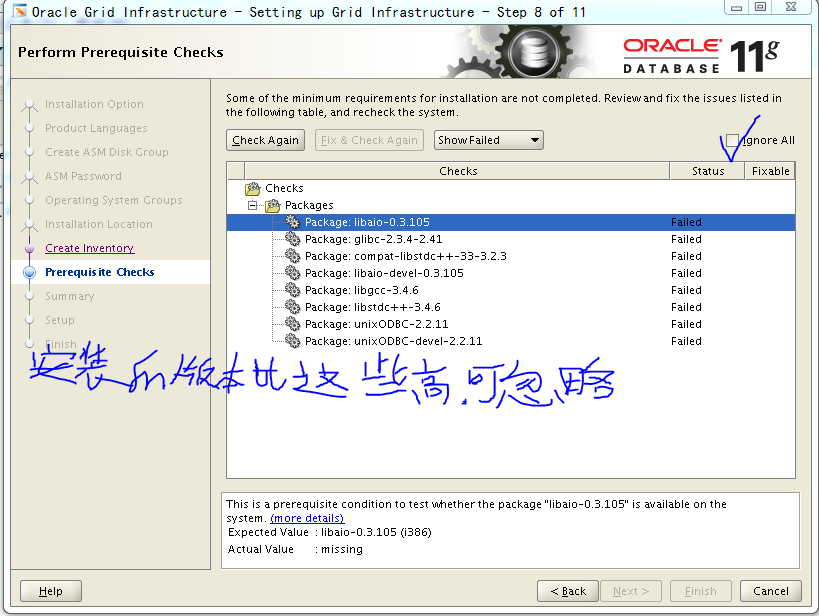 Oracle Grid Infrastructure - Setting up Grid Infrastructure - Step 8 of 11
Perform Prerequisite Checks
ORACLE
DATABASE
11g
Installation Option
Product Languages
Create ASM Disk Group
ASM Password
Operating System Groups
Installation Location
Create Inventory
Prerequisite Checks
Summary
Setup
Finish
Some of the minimum requirements for installation are not completed. Review and fix the issues listed in
the following table, and recheck the system.
Check Again Fix & Check Again Show Failed Ignore All
Checks Status Fixable
Checks
Packages
Package: libaio-0.3.105 Failed
Package: glibc-2.3.4-2.41 Failed
Package: compat-libstdc++-33-3.2.3 Failed
Package: libaio-devel-0.3.105 Failed
Package: libgcc-3.4.6 Failed
Package: libstdc++-3.4.6 Failed
Package: unixODBC-2.2.11 Failed
Package: unixODBC-devel-2.2.11 Failed
安装的版本比这些高.可忽略
This is a prerequisite condition to test whether the package "libaio-0.3.105" is available on the
system. (more details)
Expected Value : libaio-0.3.105 (i386)
Actual Value : missing
Help < Back Next > Finish Cancel